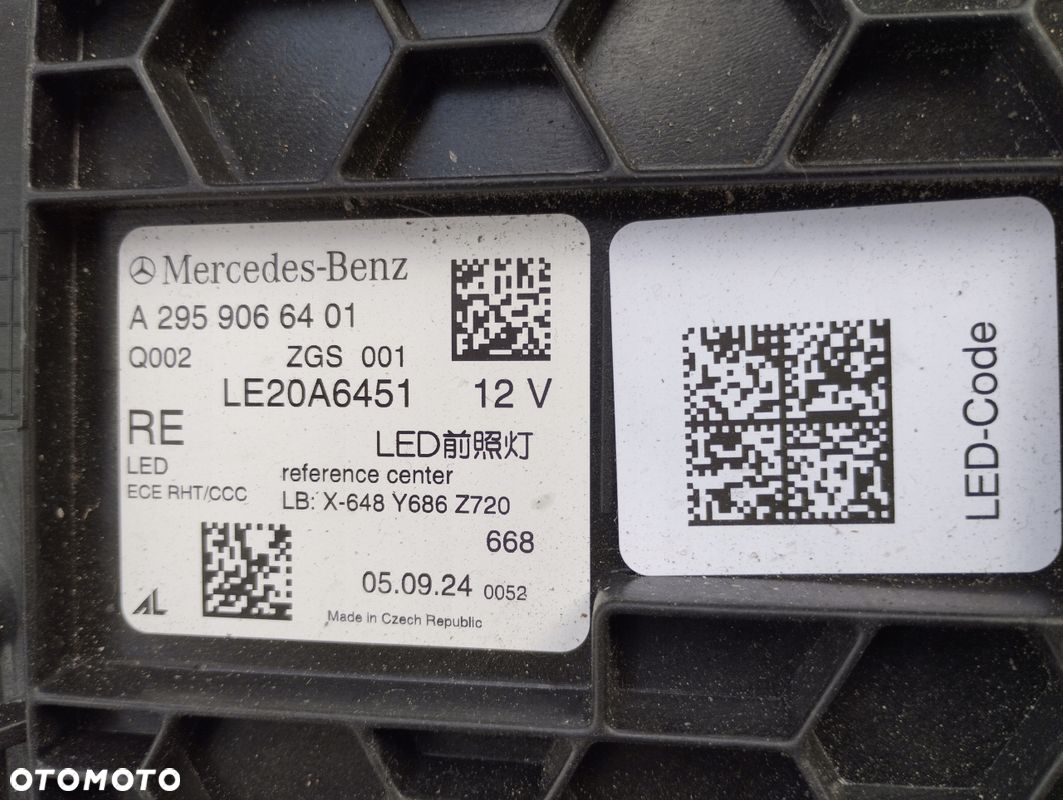 Mercedes-Benz
A 295 906 64 01
Q002 ZGS 001
LE20A6451 12 V
RE
LED前照灯
LED
reference center
ECE RHT/CCC
LB: X-648 Y686 Z720
668
05.09.24 0052
AL
Made in Czech Republic
LED-Code
OTOMOTO